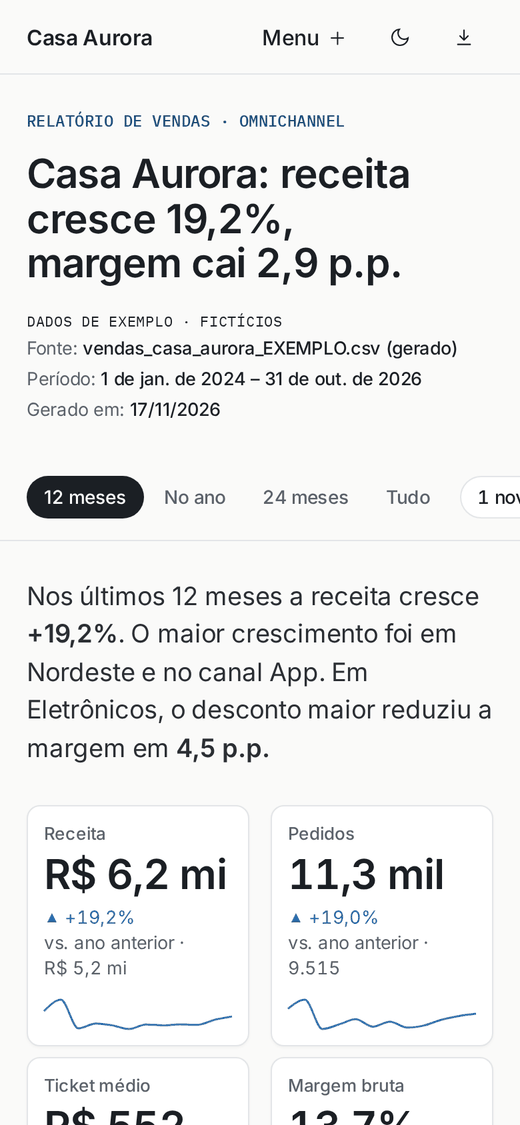 Casa Aurora
Menu +
RELATÓRIO DE VENDAS · OMNICHANNEL
Casa Aurora: receita
cresce 19,2%,
margem cai 2,9 p.p.
DADOS DE EXEMPLO · FICTÍCIOS
Fonte: vendas_casa_aurora_EXEMPLO.csv (gerado)
Período: 1 de jan. de 2024 – 31 de out. de 2026
Gerado em: 17/11/2026
12 meses No ano 24 meses Tudo 1 nov
Nos últimos 12 meses a receita cresce
+19,2%. O maior crescimento foi em
Nordeste e no canal App. Em
Eletrônicos, o desconto maior reduziu a
margem em 4,5 p.p.
Receita
R$ 6,2 mi
▲ +19,2%
vs. ano anterior ·
R$ 5,2 mi
Pedidos
11,3 mil
▲ +19,0%
vs. ano anterior ·
9.515
Ticket médio
R$ 552
Margem bruta
13,7%